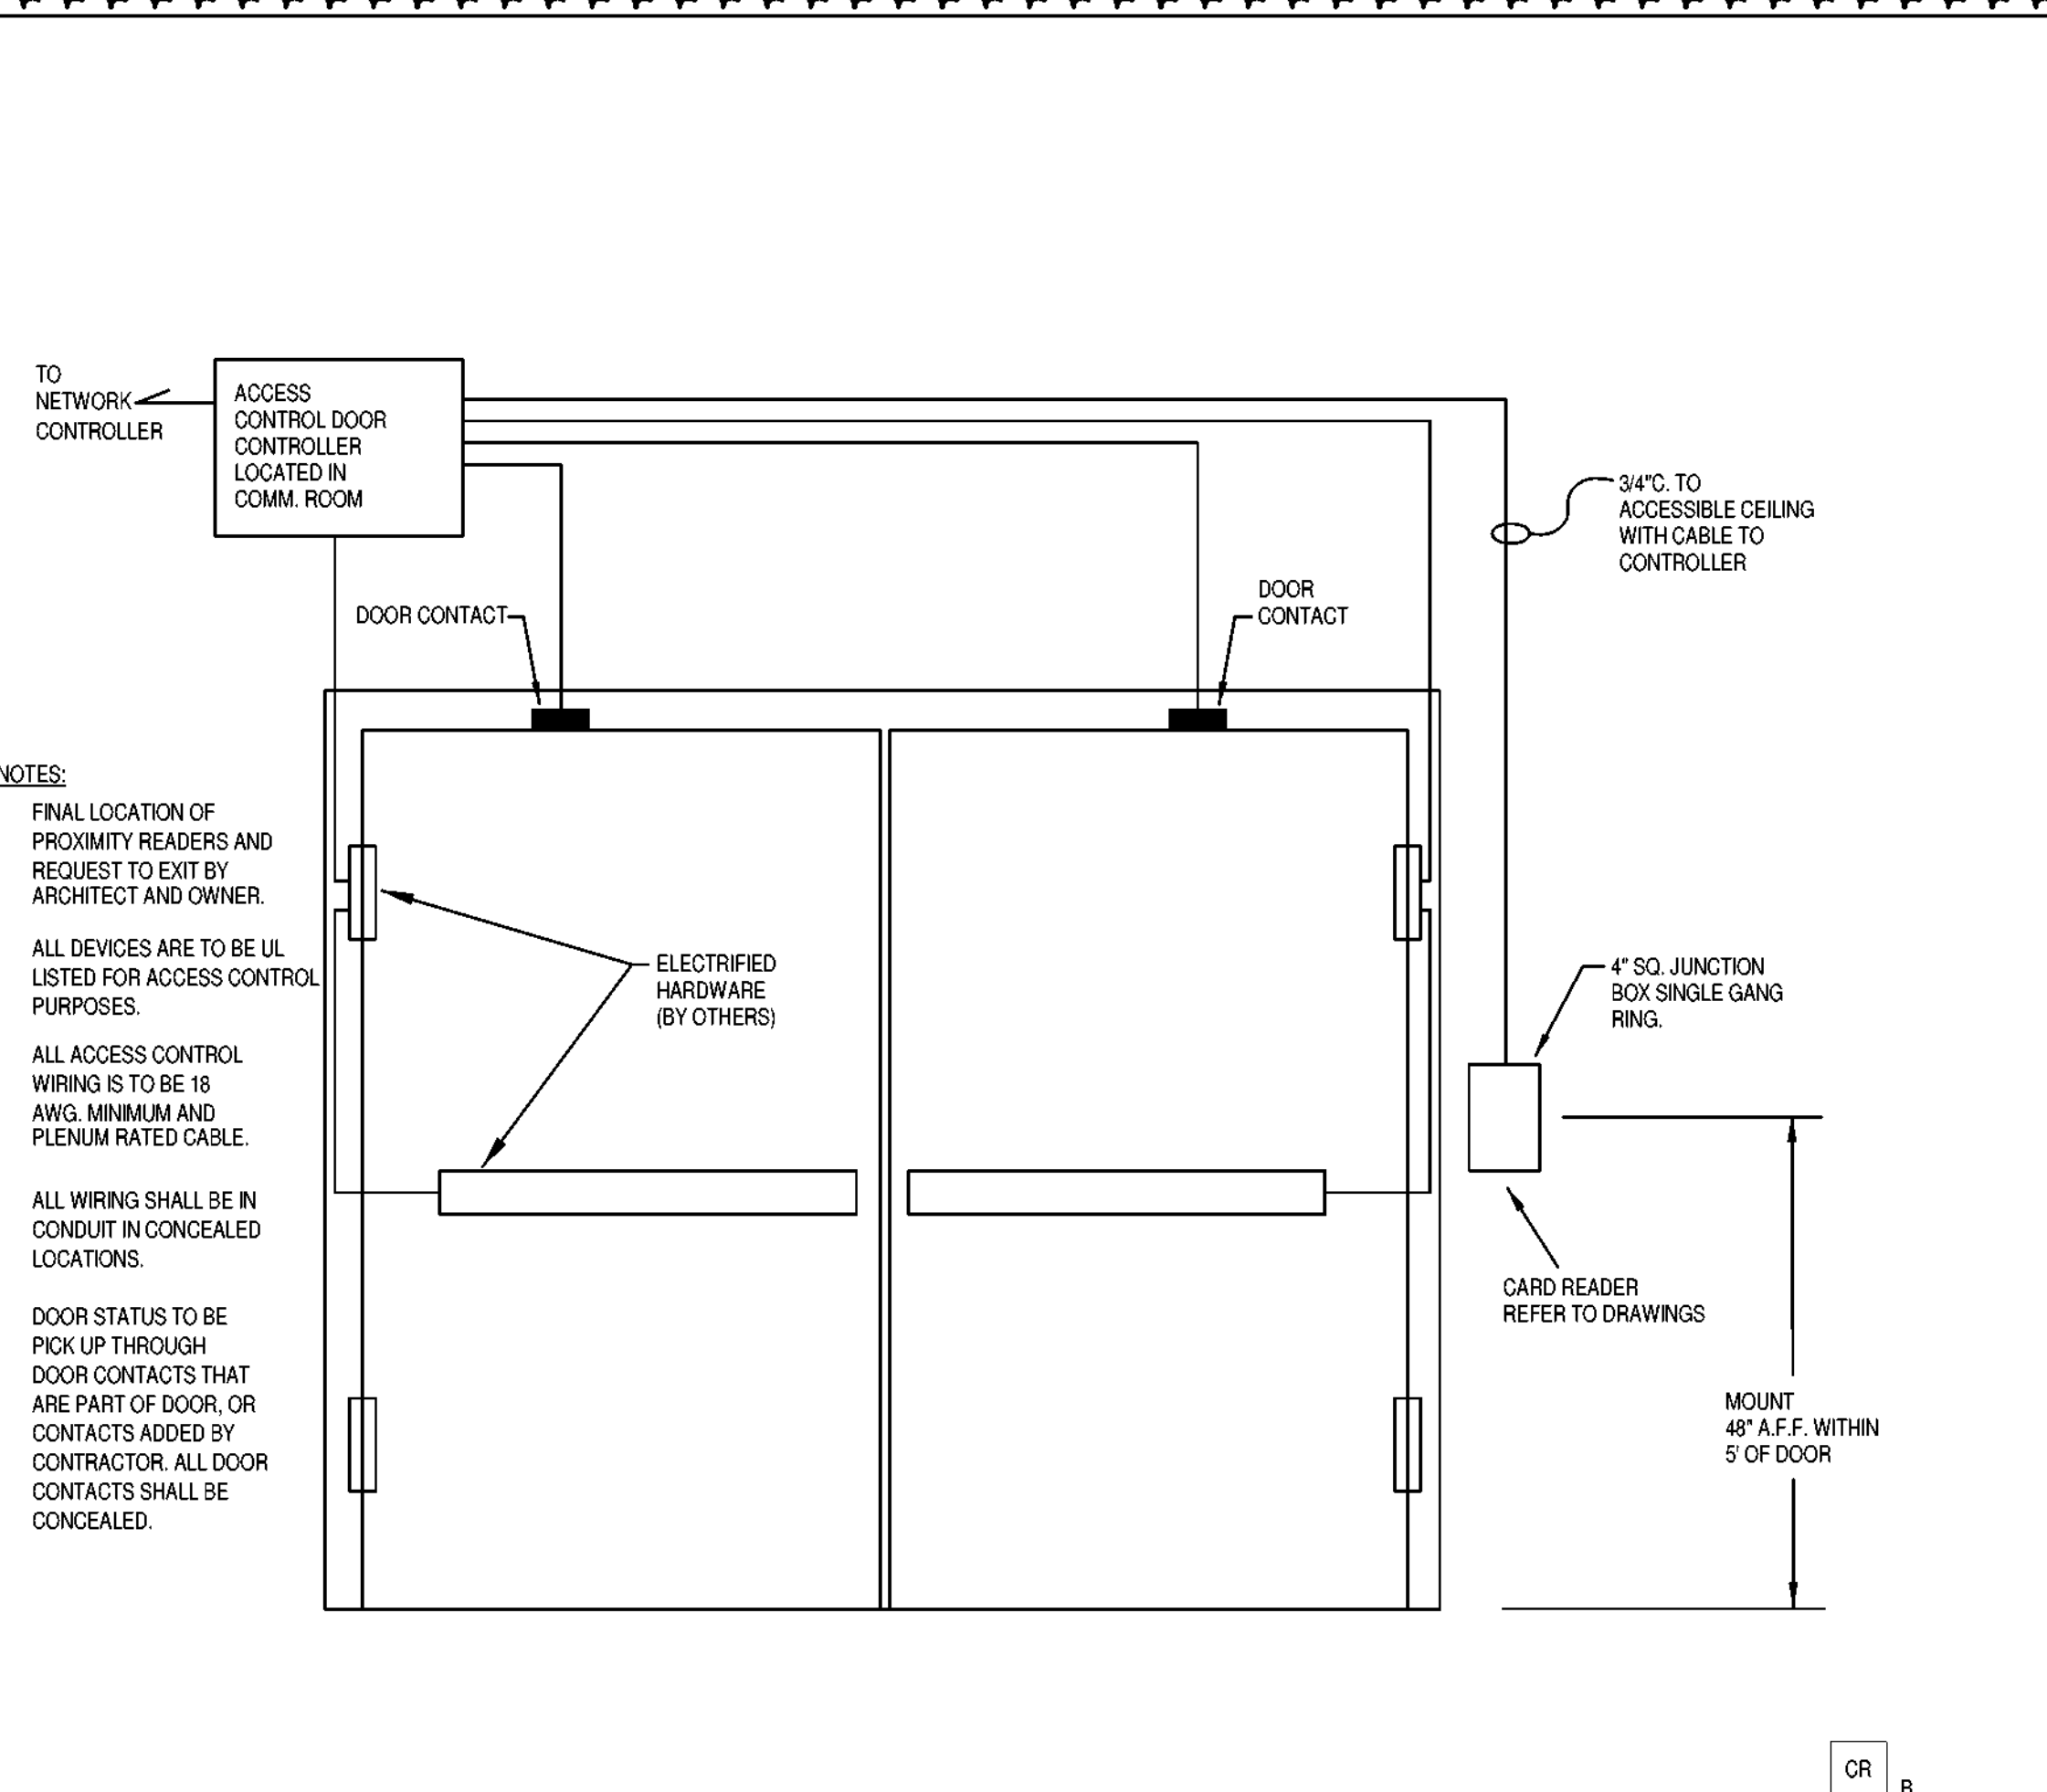 TO
NETWORK
CONTROLLER
ACCESS
CONTROL DOOR
CONTROLLER
LOCATED IN
COMM. ROOM
3/4"C. TO
ACCESSIBLE CEILING
WITH CABLE TO
CONTROLLER
DOOR CONTACT
DOOR
CONTACT
NOTES:
FINAL LOCATION OF
PROXIMITY READERS AND
REQUEST TO EXIT BY
ARCHITECT AND OWNER.
ALL DEVICES ARE TO BE UL
LISTED FOR ACCESS CONTROL
PURPOSES.
ALL ACCESS CONTROL
WIRING IS TO BE 18
AWG. MINIMUM AND
PLENUM RATED CABLE.
ALL WIRING SHALL BE IN
CONDUIT IN CONCEALED
LOCATIONS.
DOOR STATUS TO BE
PICK UP THROUGH
DOOR CONTACTS THAT
ARE PART OF DOOR, OR
CONTACTS ADDED BY
CONTRACTOR. ALL DOOR
CONTACTS SHALL BE
CONCEALED.
ELECTRIFIED
HARDWARE
(BY OTHERS)
4" SQ. JUNCTION
BOX SINGLE GANG
RING.
CARD READER
REFER TO DRAWINGS
MOUNT
48" A.F.F. WITHIN
5' OF DOOR
CR